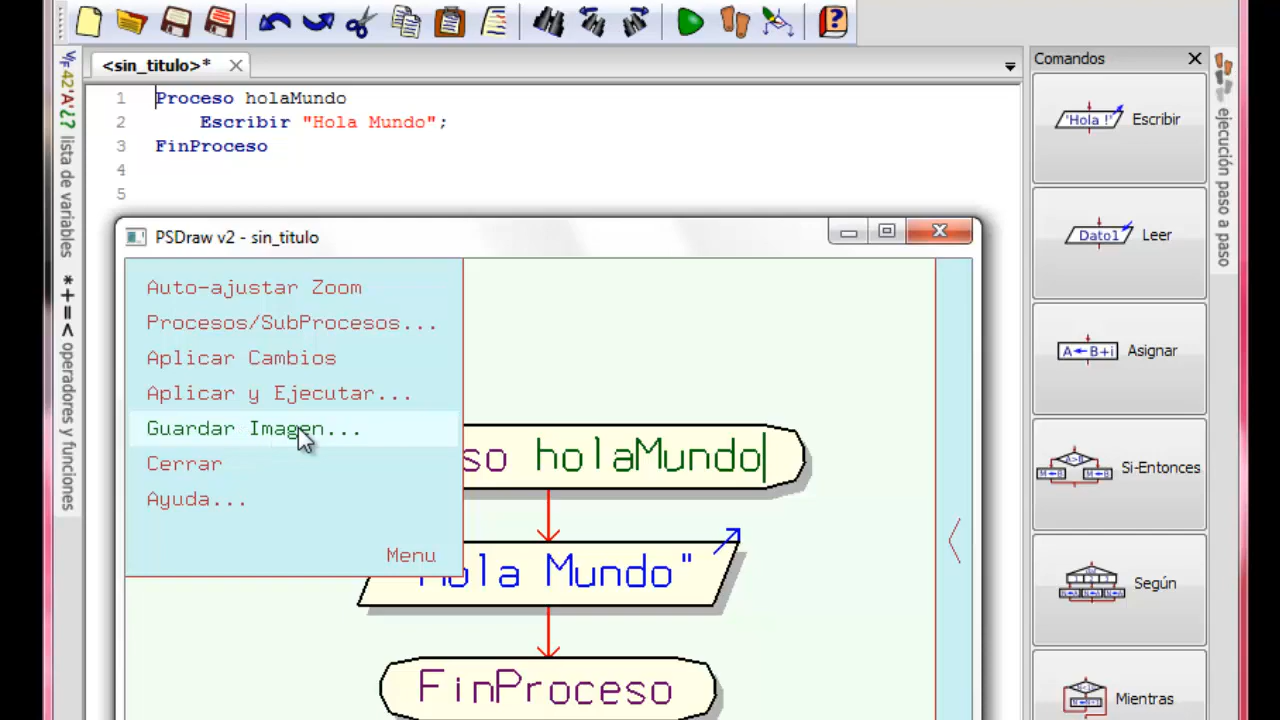 <sin_titulo>*
Comandos
1 Proceso holaMundo
2 Escribir "Hola Mundo";
3 FinProceso
4
5
42'A'¿? lista de variables
*+=< operadores y funciones
PSDraw v2 - sin_titulo
Auto-ajustar Zoom
Procesos/SubProcesos...
Aplicar Cambios
Aplicar y Ejecutar...
Guardar Imagen...
Cerrar
Ayuda...
Menu
so holaMundo
Hola Mundo"
FinProceso
'Hola !' Escribir
Dato1 Leer
A←B+i Asignar
A>B Si-Entonces
Según
Mientras
ejecución paso a paso